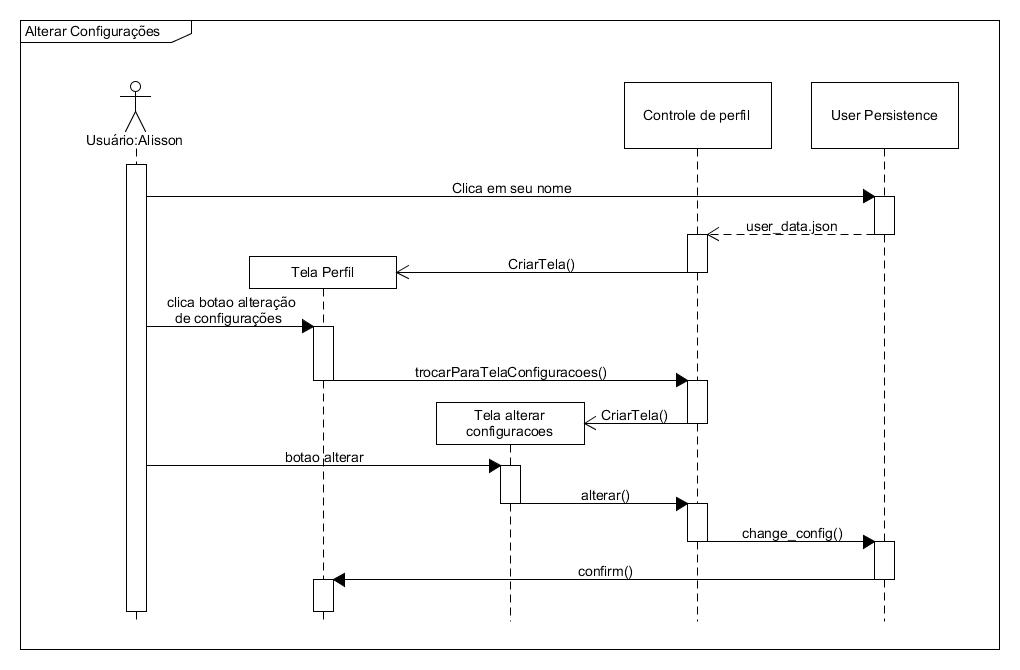 Alterar Configurações
Usuário:Alisson
Controle de perfil
User Persistence
Clica em seu nome
user_data.json
Tela Perfil
CriarTela()
clica botao alteração
de configurações
trocarParaTelaConfiguracoes()
Tela alterar
configuracoes
CriarTela()
botao alterar
alterar()
change_config()
confirm()